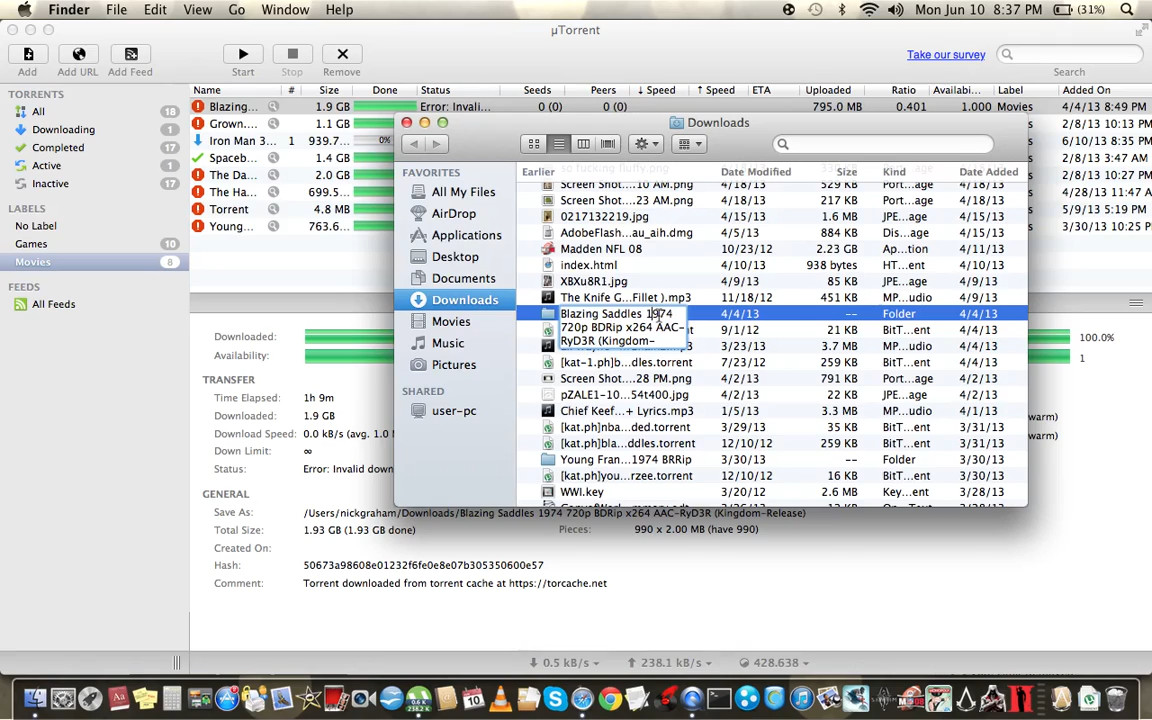 Finder File Edit View Go Window Help Mon Jun 10 8:37 PM (31%)
µTorrent
Add Add URL Add Feed Start Stop Remove Take our survey Search
TORRENTS
All 18
Downloading 1
Completed 17
Active 1
Inactive 17
LABELS
No Label
Games 10
Movies 8
FEEDS
All Feeds
Name # Size Done Status Seeds Peers ↓ Speed ↑ Speed ETA Uploaded Ratio Availabi... Label Added On
Blazing... 1.9 GB Error: Invali... 0 (0) 0 (0) 795.0 MB 0.401 1.000 Movies 4/4/13 8:49 PM
Grown... 1.1 GB 2/8/13 10:13 PM
Iron Man 3... 1 939.7... 0% 6/10/13
Spaceb... 1.4 GB
The Da... 2.0 GB 2/8/13 10:27
The Ha... 699.5... 4/28/13 11:47
Torrent 4.8 MB 5/9/13 5:19 PM
Young... 763.6... 3/30/13 10:25
Downloads
FAVORITES
All My Files
AirDrop
Applications
Desktop
Documents
Downloads
Movies
Music
Pictures
SHARED
user-pc
Earlier Date Modified Size Kind Date Added
so fucking fluffy.png
Screen Shot....10 AM.png 4/18/13 529 KB Port...age 4/18/13
Screen Shot....23 AM.png 4/18/13 217 KB Port...age 4/18/13
0217132219.jpg 4/15/13 1.6 MB JPE...age 4/15/13
AdobeFlash...au_aih.dmg 4/5/13 884 KB Dis...age 4/14/13
Madden NFL 08 10/23/12 2.23 GB Ap...tion 4/11/13
index.html 4/10/13 938 bytes HT...ent 4/10/13
XBXu8R1.jpg 4/9/13 85 KB JPE...age 4/9/13
The Knife G...Fillet ).mp3 11/18/12 451 KB MP...udio 4/9/13
Blazing Saddles 1974
720p BDRip x264 AAC-
RyD3R (Kingdom-
4/4/13 -- Folder 4/4/13
9/1/12 21 KB BitT...ent 4/4/13
3/23/13 3.7 MB MP...udio 4/3/13
[kat-1.ph]b...dles.torrent 7/23/12 259 KB BitT...ent 4/2/13
Screen Shot....28 PM.png 4/2/13 791 KB Port...age 4/2/13
pZALE1-10...54t400.jpg 4/2/13 22 KB JPE...age 4/2/13
Chief Keef...+ Lyrics.mp3 1/5/13 3.3 MB MP...udio 4/1/13
[kat.ph]nba...ded.torrent 3/29/13 35 KB BitT...ent 3/31/13
[kat.ph]bla...ddles.torrent 12/10/12 259 KB BitT...ent 3/31/13
Young Fran...1974 BRRip 3/30/13 -- Folder 3/30/13
[kat.ph]you...rzee.torrent 12/10/12 16 KB BitT...ent 3/30/13
WWI.key 3/20/12 2.6 MB Key...ent 3/28/13
Downloaded: 100.0%
Availability: 1
TRANSFER
Time Elapsed: 1h 9m
Downloaded: 1.9 GB
Download Speed: 0.0 kB/s (avg. 1.0
Down Limit: ∞
Status: Error: Invalid down
GENERAL
Save As: /Users/nickgraham/Downloads/Blazing Saddles 1974 720p BDRip x264 AAC-RyD3R (Kingdom-Release)
Total Size: 1.93 GB (1.93 GB done) Pieces: 990 x 2.00 MB (have 990)
Created On:
Hash: 50673a98608e01232f6fe0e8e07b305350600e57
Comment: Torrent downloaded from torrent cache at https://torcache.net
0.5 kB/s 238.1 kB/s 428.638